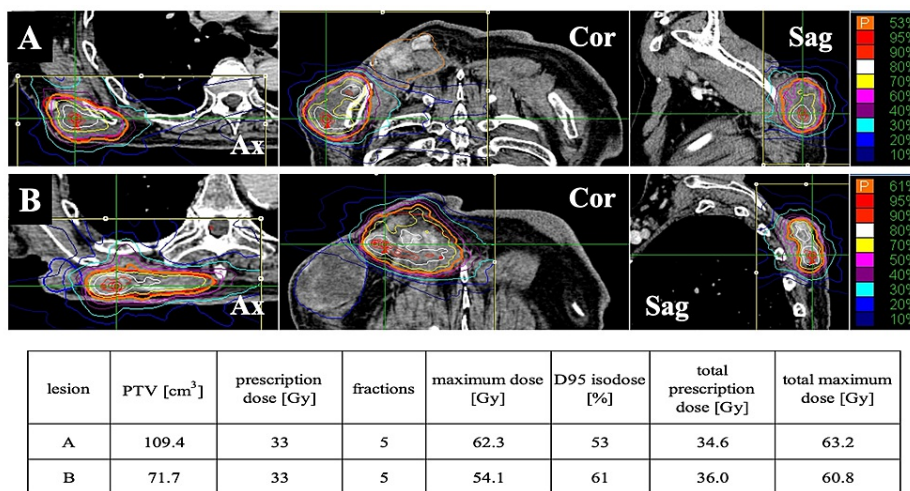 A
Ax
Cor
Sag
P 53%
95%
90%
80%
70%
60%
50%
40%
30%
20%
10%
B
Ax
Cor
Sag
P 61%
95%
90%
80%
70%
60%
50%
40%
30%
20%
10%
lesion PTV [cm³] prescription dose [Gy] fractions maximum dose [Gy] D95 isodose [%] total prescription dose [Gy] total maximum dose [Gy]
A 109.4 33 5 62.3 53 34.6 63.2
B 71.7 33 5 54.1 61 36.0 60.8